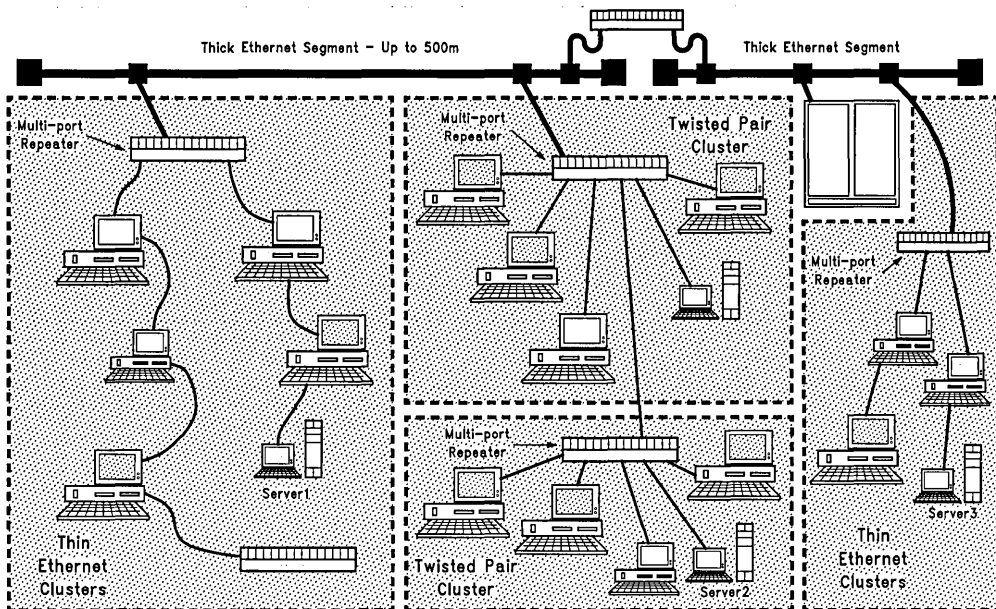 Thick Ethernet Segment - Up to 500m
Thick Ethernet Segment
Multi-port
Repeater
Multi-port
Repeater
Twisted Pair
Cluster
Multi-port
Repeater
Server1
Thin
Ethernet
Clusters
Multi-port
Repeater
Twisted Pair
Cluster
Server2
Server3
Thin
Ethernet
Clusters